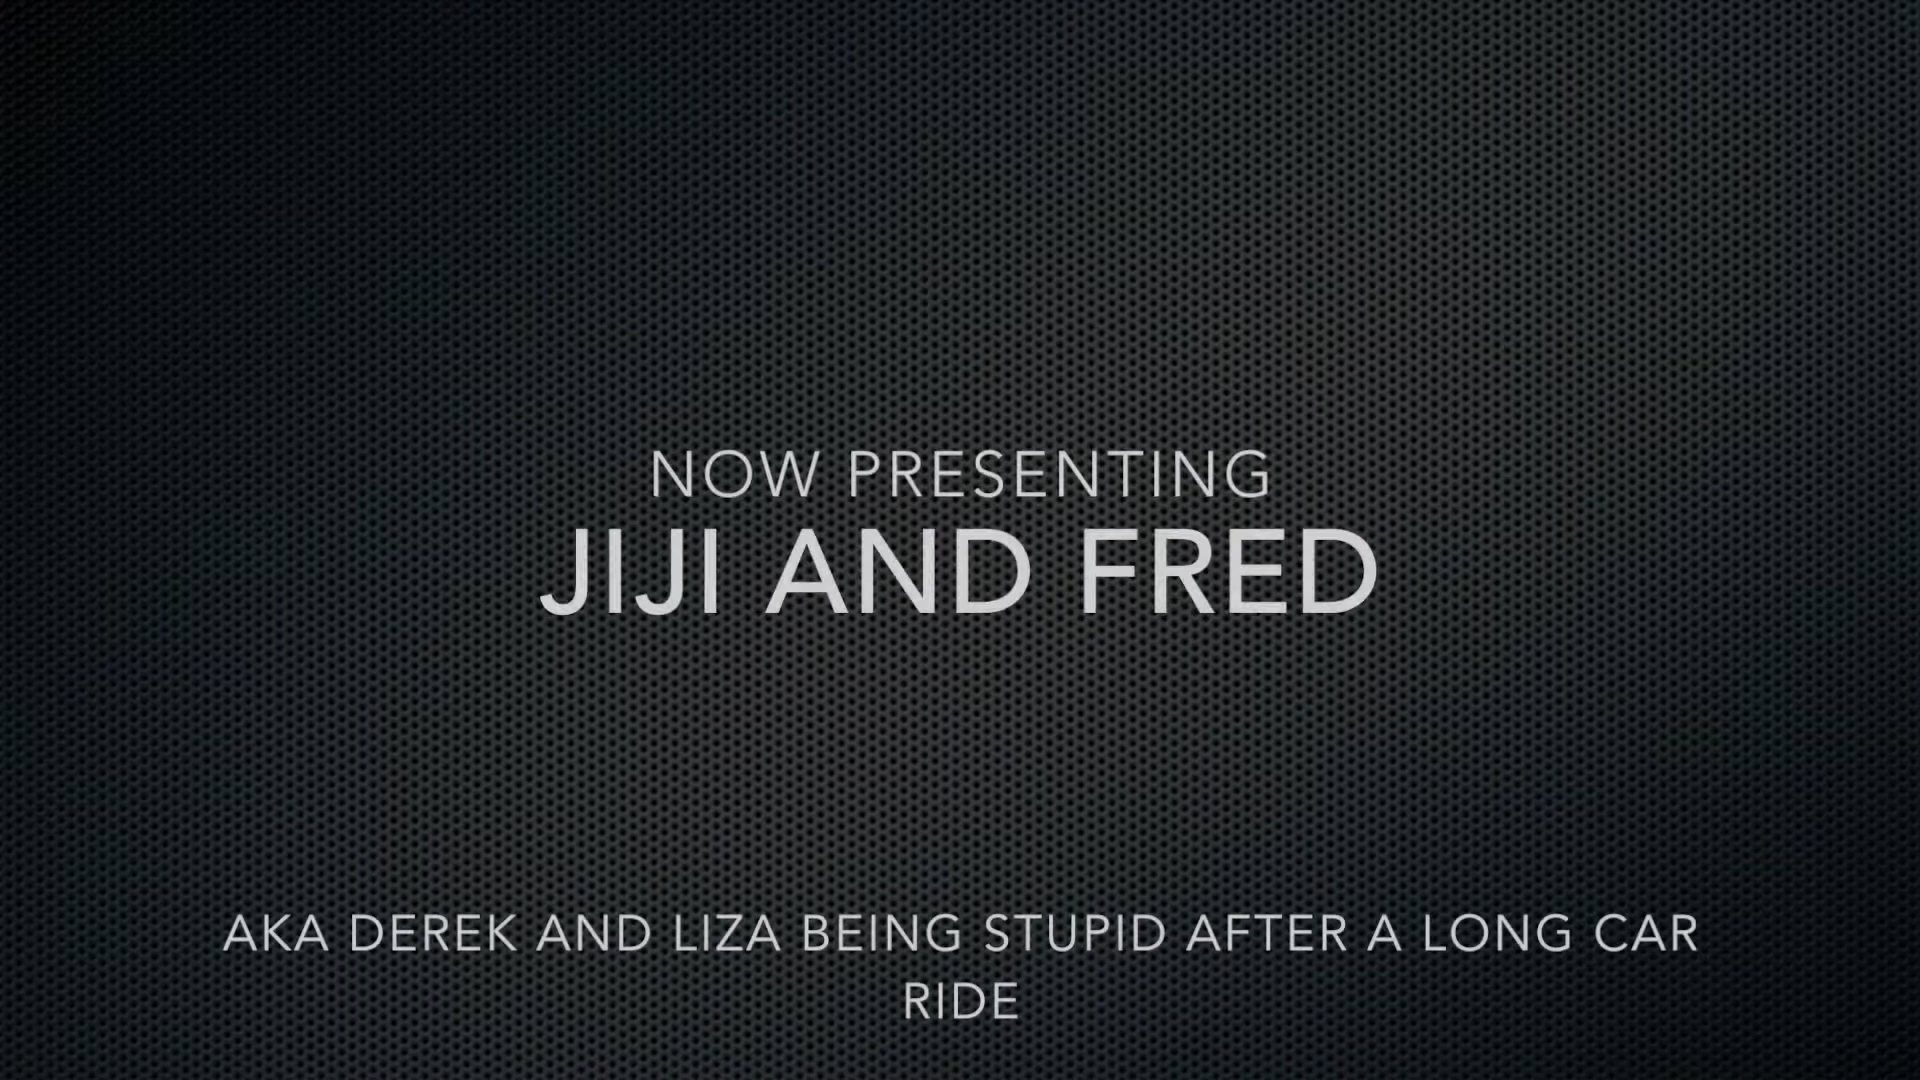 NOW PRESENTING
JIJI AND FRED
AKA DEREK AND LIZA BEING STUPID AFTER A LONG CAR
RIDE